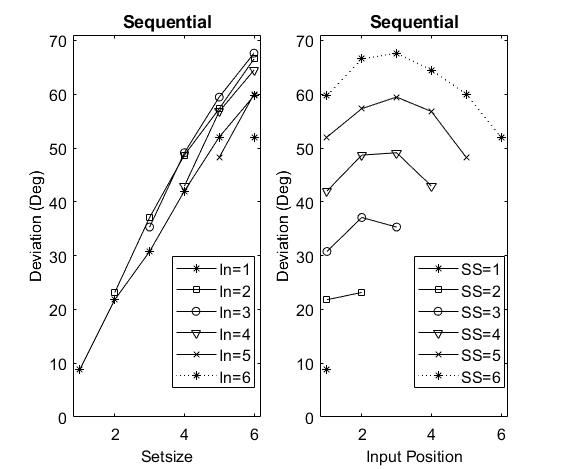 Sequential
Deviation (Deg)
70
60
50
40
30
20
10
0
2
4
6
Setsize
In=1
In=2
In=3
In=4
In=5
In=6
Sequential
Deviation (Deg)
70
60
50
40
30
20
10
0
2
4
6
Input Position
SS=1
SS=2
SS=3
SS=4
SS=5
SS=6